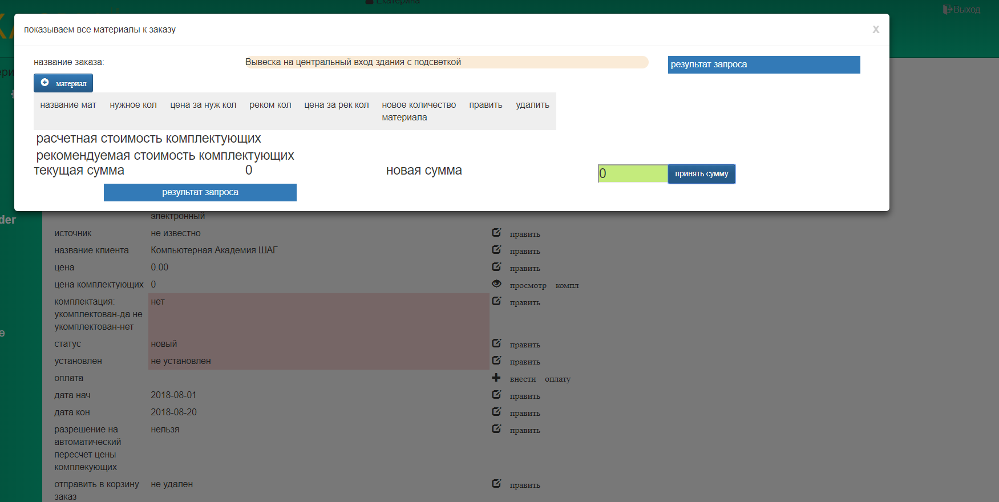 Екатерина
Выход
показываем все материалы к заказу
x
название заказа:
Вывеска на центральный вход здания с подсветкой
результат запроса
материал
название мат нужное кол цена за нуж кол реком кол цена за рек кол новое количество материала править удалить
расчетная стоимость комплектующих
рекомендуемая стоимость комплектующих
текущая сумма 0 новая сумма 0 принять сумму
результат запроса
der
e
электронный
источник не известно править
название клиента Компьютерная Академия ШАГ править
цена 0.00 править
цена комплектующих 0 просмотр компл
комплектация: нет править
укомплектован-да не
укомплектован-нет
статус новый править
установлен не установлен править
оплата внести оплату
дата нач 2018-08-01 править
дата кон 2018-08-20 править
разрешение на нельзя править
автоматический
пересчет цены
комплекующих
отправить в корзину не удален править
заказ